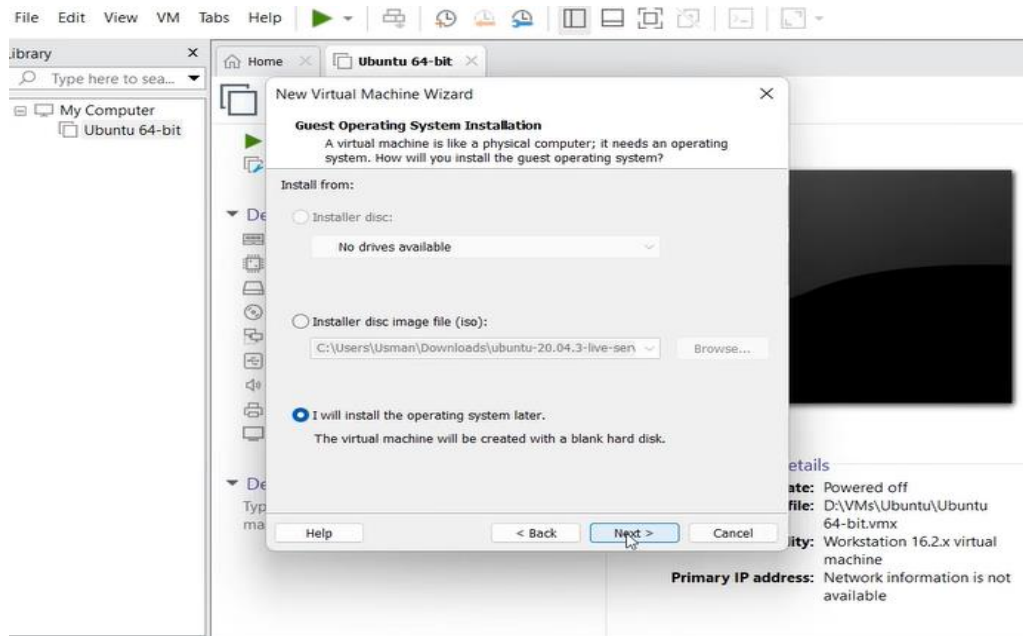 File Edit View VM Tabs Help
Library
Type here to sea...
My Computer
Ubuntu 64-bit
Home
Ubuntu 64-bit
New Virtual Machine Wizard
Guest Operating System Installation
A virtual machine is like a physical computer; it needs an operating
system. How will you install the guest operating system?
Install from:
Installer disc:
No drives available
Installer disc image file (iso):
C:\Users\Usman\Downloads\ubuntu-20.04.3-live-serv
Browse...
I will install the operating system later.
The virtual machine will be created with a blank hard disk.
Help
< Back
Next >
Cancel
De
De
Typ
ma
etails
ate: Powered off
file: D:\VMs\Ubuntu\Ubuntu
64-bit.vmx
lity: Workstation 16.2.x virtual
machine
Primary IP address: Network information is not
available